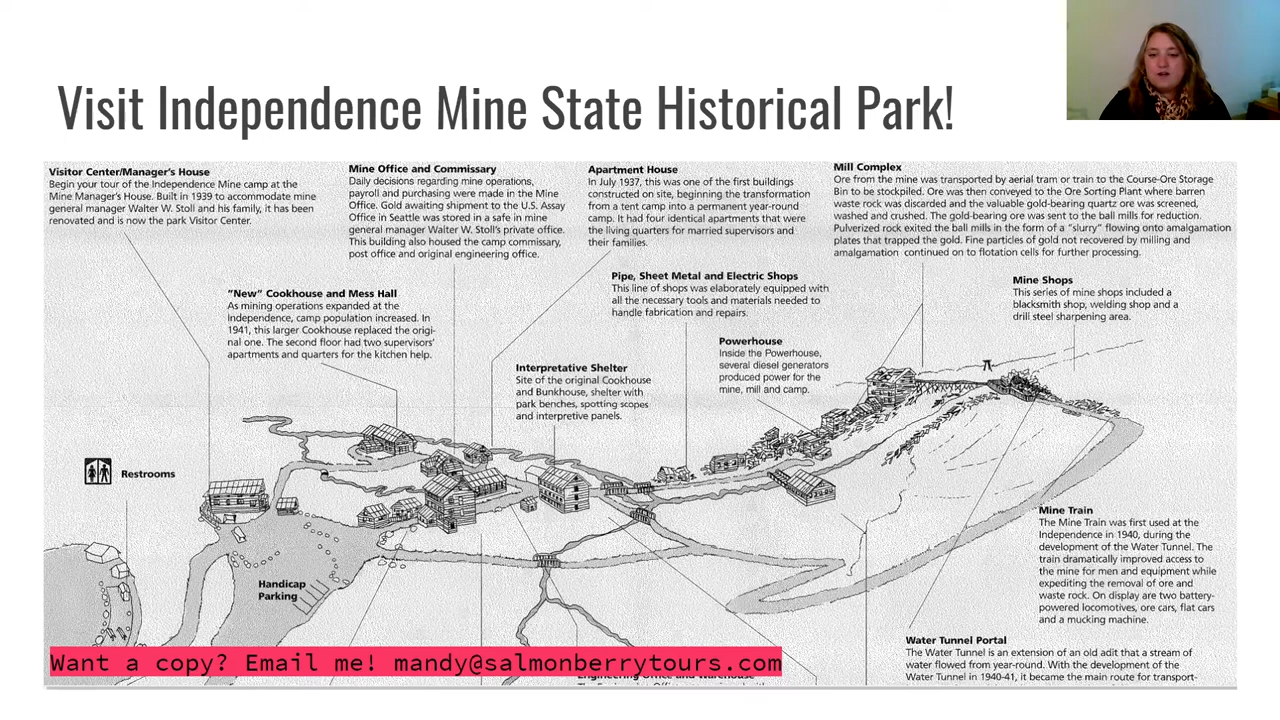 Visit Independence Mine State Historical Park!
Visitor Center/Manager's House
Begin your tour of the Independence Mine camp at the
Mine Manager's House. Built in 1939 to accommodate mine
general manager Walter W. Stoll and his family, it has been
renovated and is now the park Visitor Center.
Mine Office and Commissary
Daily decisions regarding mine operations,
payroll and purchasing were made in the Mine
Office. Gold awaiting shipment to the U.S. Assay
Office in Seattle was stored in a safe in mine
general manager Walter W. Stoll's private office.
This building also housed the camp commissary,
post office and original engineering office.
Apartment House
In July 1937, this was one of the first buildings
constructed on site, beginning the transformation
from a tent camp into a permanent year-round
camp. It had four identical apartments that were
the living quarters for married supervisors and
their families.
Mill Complex
Ore from the mine was transported by aerial tram or train to the Course-Ore Storage
Bin to be stockpiled. Ore was then conveyed to the Ore Sorting Plant where barren
waste rock was discarded and the valuable gold-bearing quartz ore was screened,
washed and crushed. The gold-bearing ore was sent to the ball mills for reduction.
Pulverized rock exited the ball mills in the form of a "slurry" flowing onto amalgamation
plates that trapped the gold. Fine particles of gold not recovered by milling and
amalgamation continued on to flotation cells for further processing.
"New" Cookhouse and Mess Hall
As mining operations expanded at the
Independence, camp population increased. In
1941, this larger Cookhouse replaced the origi-
nal one. The second floor had two supervisors'
apartments and quarters for the kitchen help.
Pipe, Sheet Metal and Electric Shops
This line of shops was elaborately equipped with
all the necessary tools and materials needed to
handle fabrication and repairs.
Mine Shops
This series of mine shops included a
blacksmith shop, welding shop and a
drill steel sharpening area.
Interpretative Shelter
Site of the original Cookhouse
and Bunkhouse, shelter with
park benches, spotting scopes
and interpretive panels.
Powerhouse
Inside the Powerhouse,
several diesel generators
produced power for the
mine, mill and camp.
Restrooms
Handicap
Parking
Mine Train
The Mine Train was first used at the
Independence in 1940, during the
development of the Water Tunnel. The
train dramatically improved access to
the mine for men and equipment while
expediting the removal of ore and
waste rock. On display are two battery-
powered locomotives, ore cars, flat cars
and a mucking machine.
Water Tunnel Portal
The Water Tunnel is an extension of an old adit that a stream of
water flowed from year-round. With the development of the
Water Tunnel in 1940-41, it became the main route for transport-
Want a copy? Email me! mandy@salmonberrytours.com